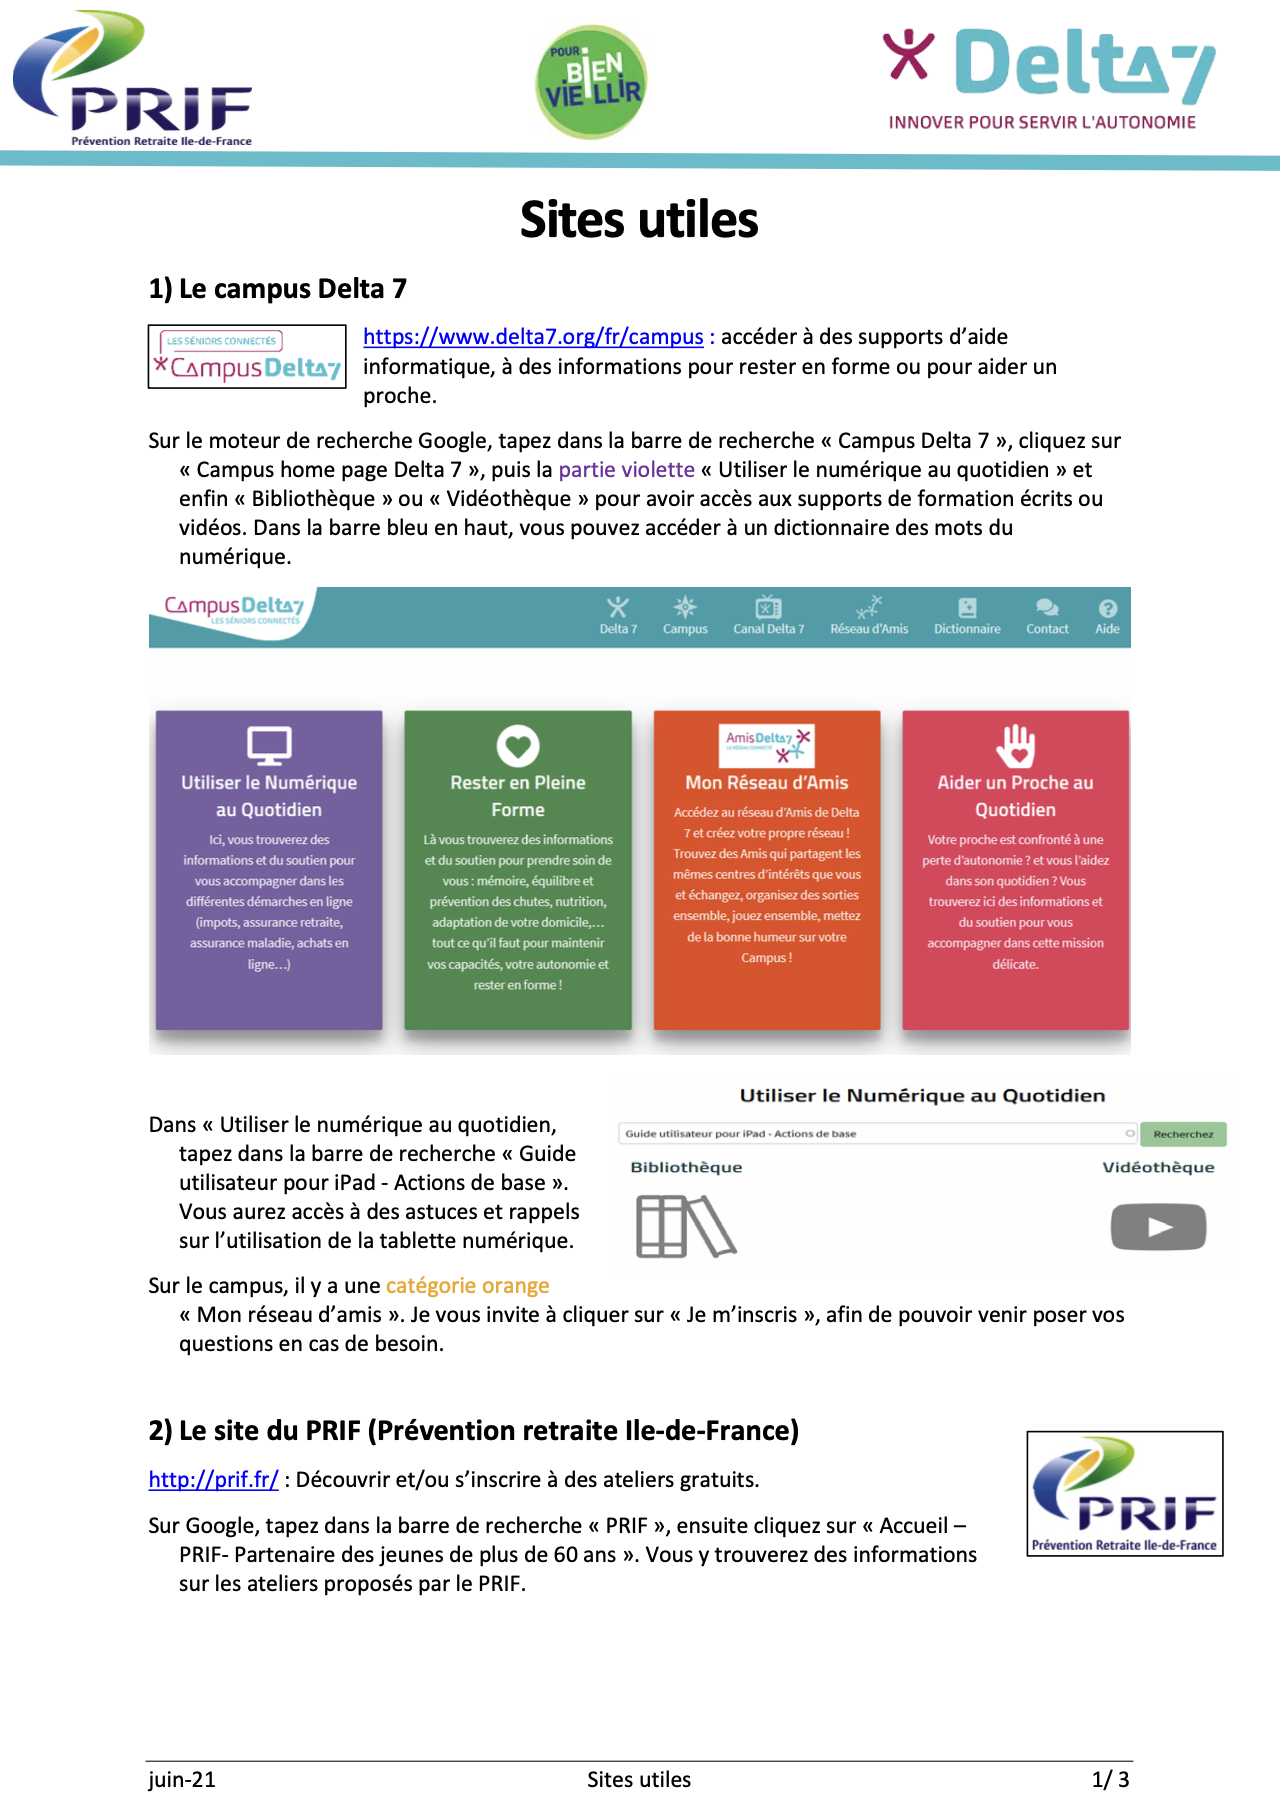 PRIF
Prévention Retraite Ile-de-France
POUR
BIEN
VIEILLIR
Delta7
INNOVER POUR SERVIR L'AUTONOMIE
Sites utiles
1) Le campus Delta 7
LES SÉNIORS CONNECTÉS
Campus Delta7
https://www.delta7.org/fr/campus : accéder à des supports d’aide
informatique, à des informations pour rester en forme ou pour aider un
proche.
Sur le moteur de recherche Google, tapez dans la barre de recherche « Campus Delta 7 », cliquez sur
« Campus home page Delta 7 », puis la partie violette « Utiliser le numérique au quotidien » et
enfin « Bibliothèque » ou « Vidéothèque » pour avoir accès aux supports de formation écrits ou
vidéos. Dans la barre bleu en haut, vous pouvez accéder à un dictionnaire des mots du
numérique.
Campus Delta7
LES SÉNIORS CONNECTÉS
Delta 7 Campus Canal Delta 7 Réseau d'Amis Dictionnaire Contact Aide
Utiliser le Numérique
au Quotidien
Ici, vous trouverez des
informations et du soutien pour
vous accompagner dans les
différentes démarches en ligne
(impots, assurance retraite,
assurance maladie, achats en
ligne...)
Rester en Pleine
Forme
Là vous trouverez des informations
et du soutien pour prendre soin de
vous : mémoire, équilibre et
prévention des chutes, nutrition,
adaptation de votre domicile,...
tout ce qu'il faut pour maintenir
vos capacités, votre autonomie et
rester en forme !
Amis Delta7
LE RÉSEAU CONNECTÉ
Mon Réseau d’Amis
Accédez au réseau d'Amis de Delta
7 et créez votre propre réseau !
Trouvez des Amis qui partagent les
mêmes centres d'intérêts que vous
et échangez, organisez des sorties
ensemble, jouez ensemble, mettez
de la bonne humeur sur votre
Campus !
Aider un Proche au
Quotidien
Votre proche est confronté à une
perte d'autonomie ? et vous l'aidez
dans son quotidien ? Vous
trouverez ici des informations et
du soutien pour vous
accompagner dans cette mission
délicate.
Dans « Utiliser le numérique au quotidien,
tapez dans la barre de recherche « Guide
utilisateur pour iPad - Actions de base ».
Vous aurez accès à des astuces et rappels
sur l’utilisation de la tablette numérique.
Utiliser le Numérique au Quotidien
Guide utilisateur pour iPad - Actions de base Recherchez
Bibliothèque Vidéothèque
Sur le campus, il y a une catégorie orange
« Mon réseau d’amis ». Je vous invite à cliquer sur « Je m’inscris », afin de pouvoir venir poser vos
questions en cas de besoin.
2) Le site du PRIF (Prévention retraite Ile-de-France)
http://prif.fr/ : Découvrir et/ou s’inscrire à des ateliers gratuits.
Sur Google, tapez dans la barre de recherche « PRIF », ensuite cliquez sur « Accueil –
PRIF- Partenaire des jeunes de plus de 60 ans ». Vous y trouverez des informations
sur les ateliers proposés par le PRIF.
PRIF
Prévention Retraite Ile-de-France
juin-21 Sites utiles 1/ 3